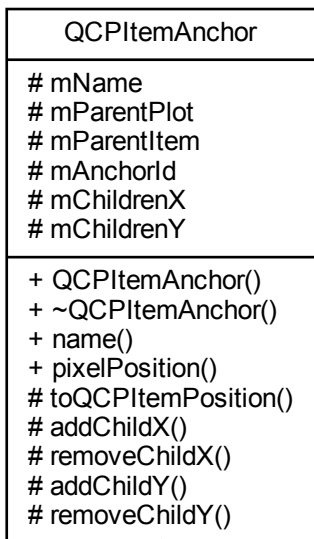 QCPItemAnchor
# mName
# mParentPlot
# mParentItem
# mAnchorId
# mChildrenX
# mChildrenY
+ QCPItemAnchor()
+ ~QCPItemAnchor()
+ name()
+ pixelPosition()
# toQCPItemPosition()
# addChildX()
# removeChildX()
# addChildY()
# removeChildY()